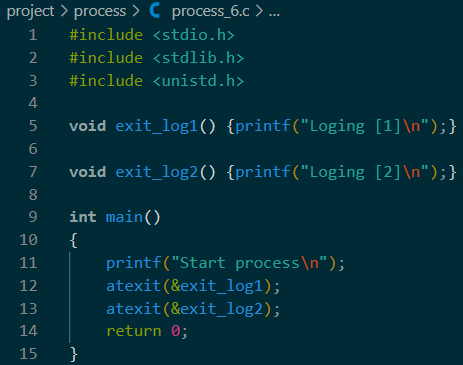 project > process > C process_6.c > ...
1 #include <stdio.h>
2 #include <stdlib.h>
3 #include <unistd.h>
4
5 void exit_log1() {printf("Loging [1]\n");}
6
7 void exit_log2() {printf("Loging [2]\n");}
8
9 int main()
10 {
11     printf("Start process\n");
12     atexit(&exit_log1);
13     atexit(&exit_log2);
14     return 0;
15 }